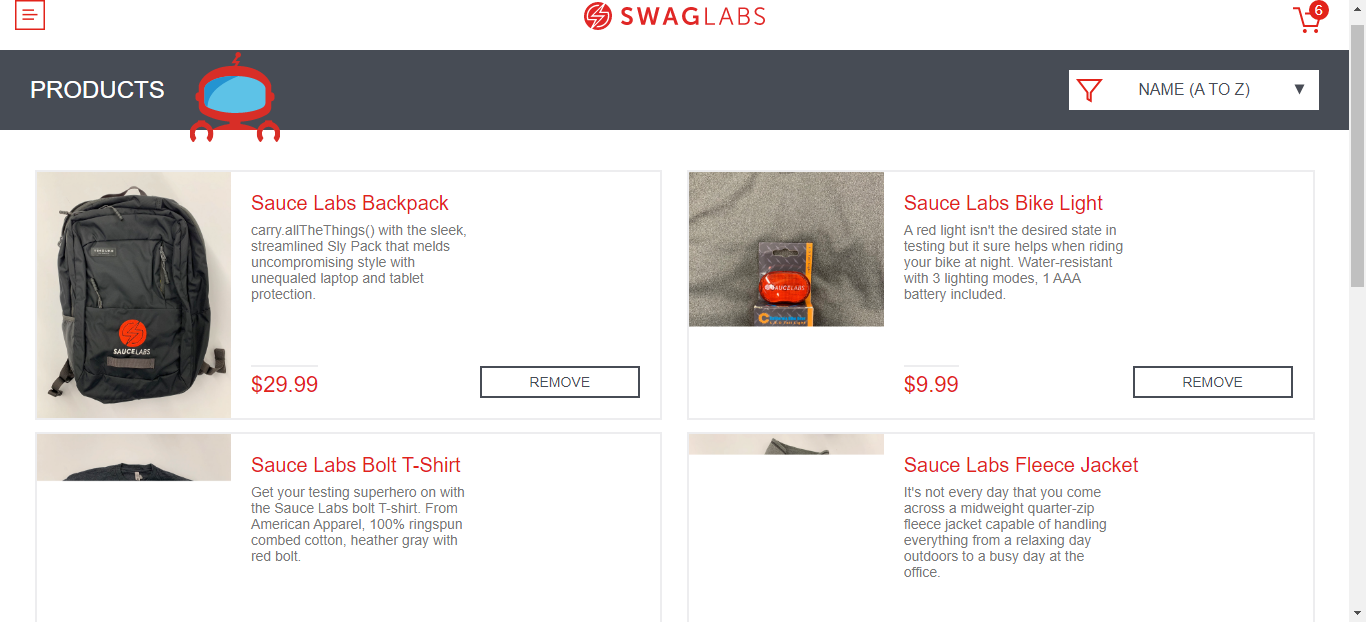 SWAGLABS
6
PRODUCTS
NAME (A TO Z)
Sauce Labs Backpack
carry.allTheThings() with the sleek,
streamlined Sly Pack that melds
uncompromising style with
unequaled laptop and tablet
protection.
$29.99
REMOVE
SAUCELABS
Sauce Labs Bike Light
A red light isn't the desired state in
testing but it sure helps when riding
your bike at night. Water-resistant
with 3 lighting modes, 1 AAA
battery included.
$9.99
REMOVE
SAUCELABS
Sauce Labs Bolt T-Shirt
Get your testing superhero on with
the Sauce Labs bolt T-shirt. From
American Apparel, 100% ringspun
combed cotton, heather gray with
red bolt.
Sauce Labs Fleece Jacket
It's not every day that you come
across a midweight quarter-zip
fleece jacket capable of handling
everything from a relaxing day
outdoors to a busy day at the
office.